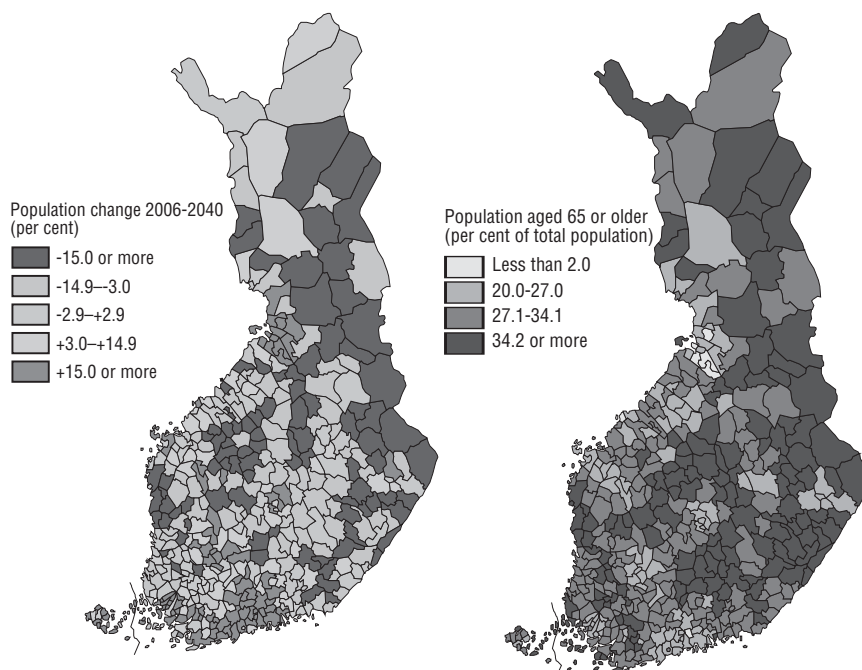 Population change 2006-2040
(per cent)
-15.0 or more
-14.9–-3.0
-2.9–+2.9
+3.0–+14.9
+15.0 or more
Population aged 65 or older
(per cent of total population)
Less than 2.0
20.0-27.0
27.1-34.1
34.2 or more